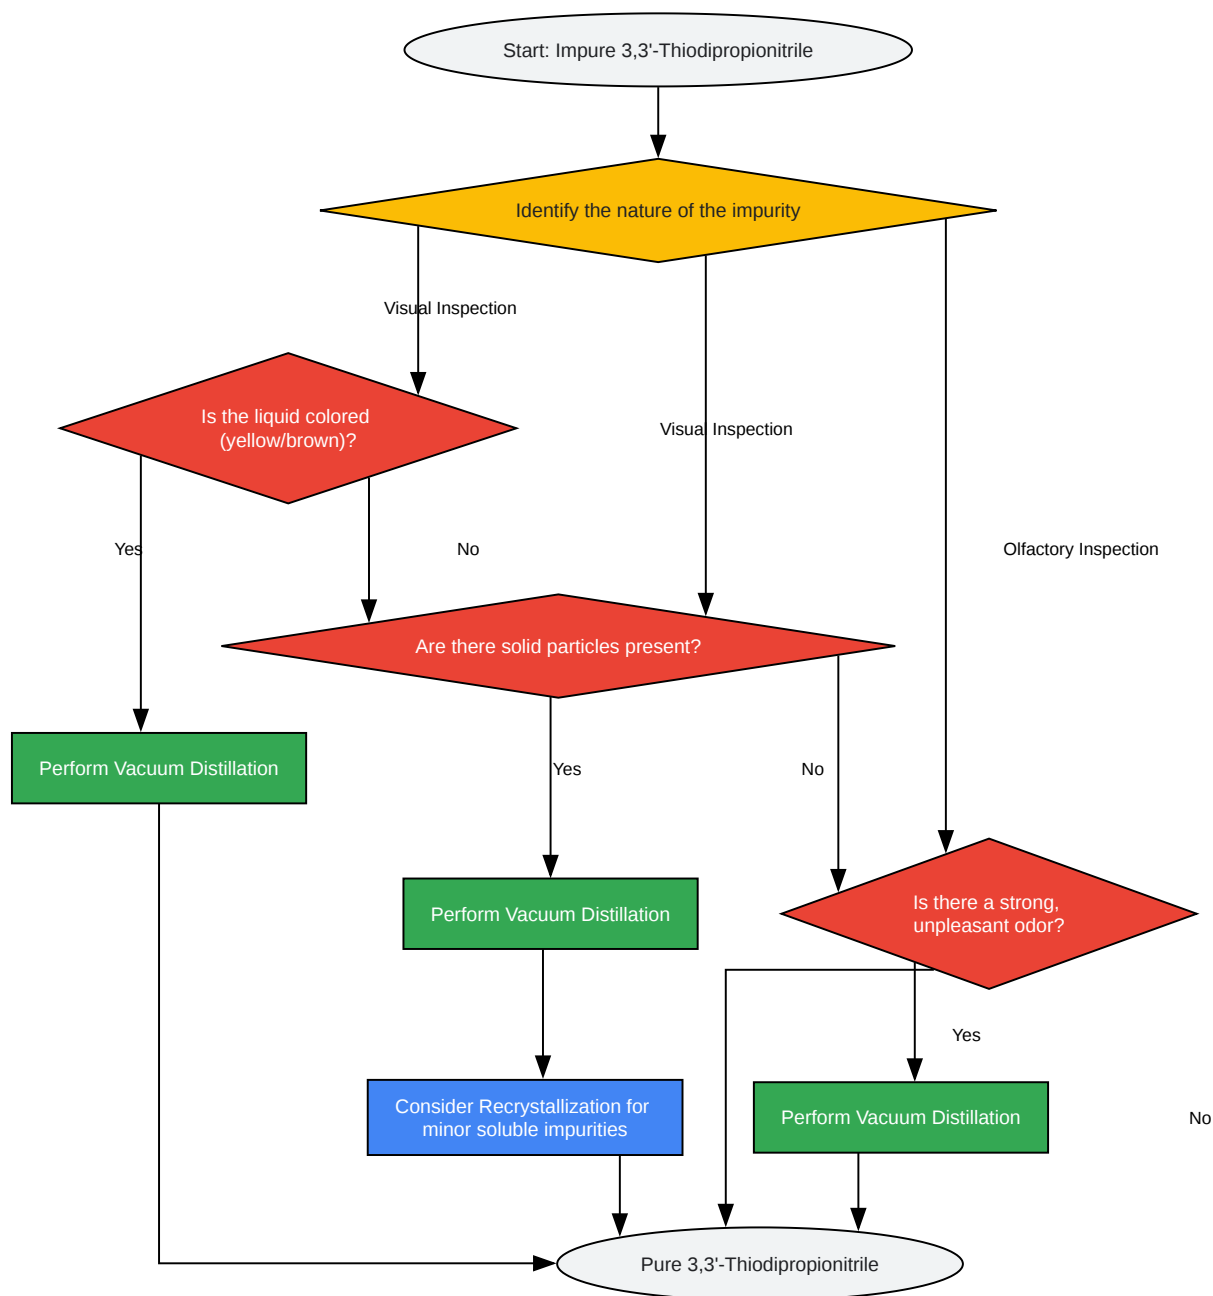 Start: Impure 3,3'-Thiodipropionitrile
Identify the nature of the impurity
Visual Inspection
Is the liquid colored
(yellow/brown)?
Visual Inspection
Yes
No
Olfactory Inspection
Are there solid particles present?
Perform Vacuum Distillation
Yes
No
Perform Vacuum Distillation
Is there a strong,
unpleasant odor?
Yes
Consider Recrystallization for
minor soluble impurities
Perform Vacuum Distillation
No
Pure 3,3'-Thiodipropionitrile